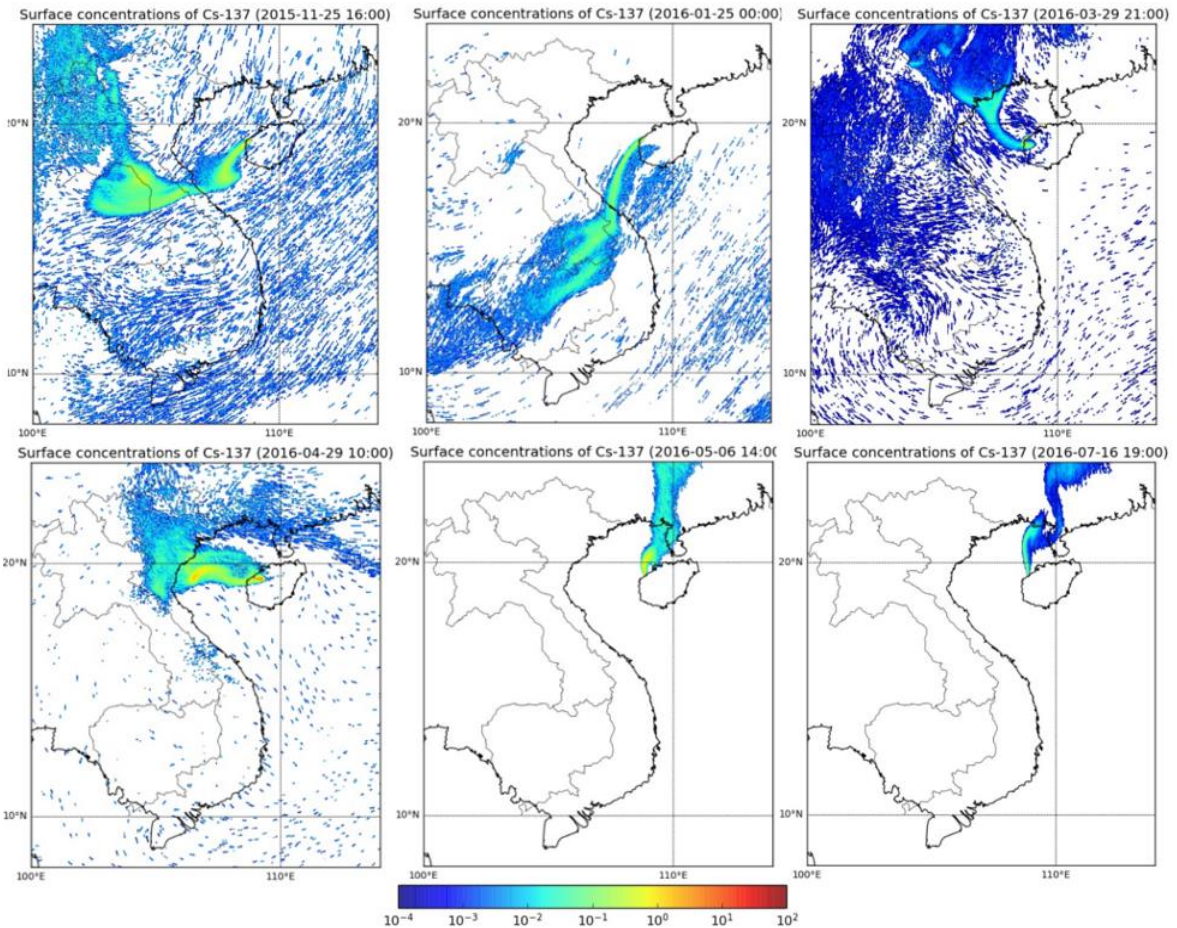 Surface concentrations of Cs-137 (2015-11-25 16:00)
Surface concentrations of Cs-137 (2016-01-25 00:00)
Surface concentrations of Cs-137 (2016-03-29 21:00)
20°N
20°N
20°N
10°N
10°N
10°N
100°E 110°E
100°E 110°E
100°E 110°E
Surface concentrations of Cs-137 (2016-04-29 10:00)
Surface concentrations of Cs-137 (2016-05-06 14:00
Surface concentrations of Cs-137 (2016-07-16 19:00)
20°N
20°N
20°N
10°N
10°N
10°N
100°E 110°E
100°E 110°E
100°E 110°E
10⁻⁴ 10⁻³ 10⁻² 10⁻¹ 10⁰ 10¹ 10²